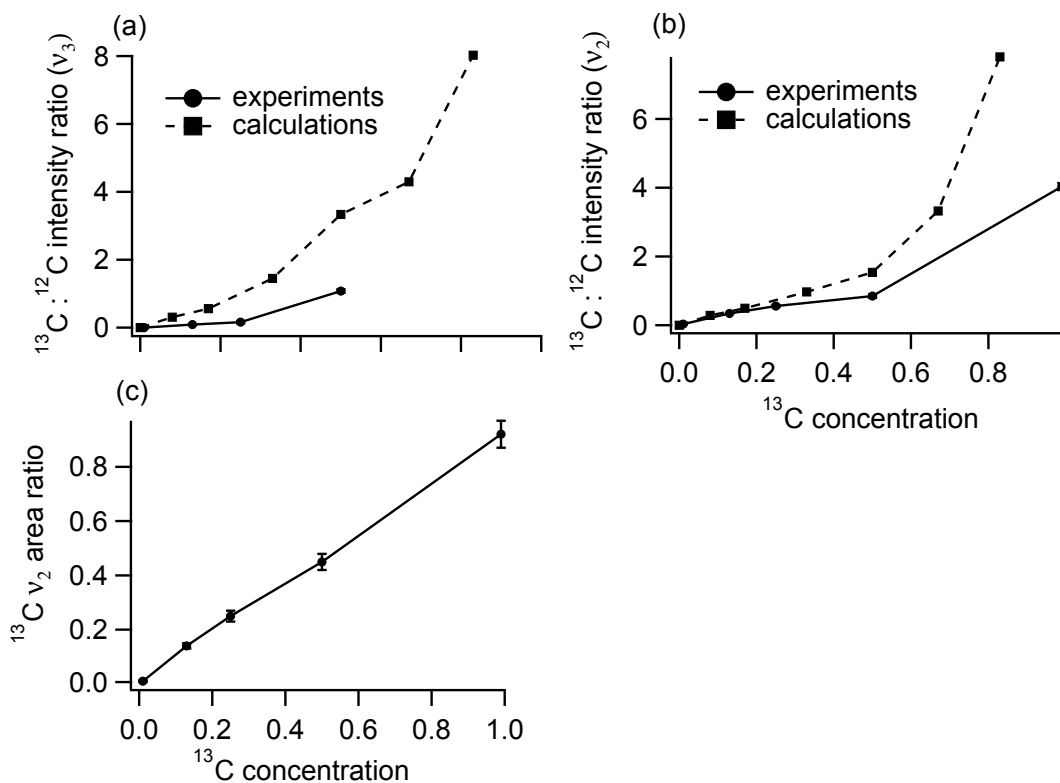 (a)
¹³C : ¹²C intensity ratio (ν₃)
8
6
4
2
0
experiments
calculations
(b)
¹³C : ¹²C intensity ratio (ν₂)
6
4
2
0
experiments
calculations
0.0 0.2 0.4 0.6 0.8
¹³C concentration
(c)
¹³C ν₂ area ratio
0.8
0.6
0.4
0.2
0.0
0.0 0.2 0.4 0.6 0.8 1.0
¹³C concentration